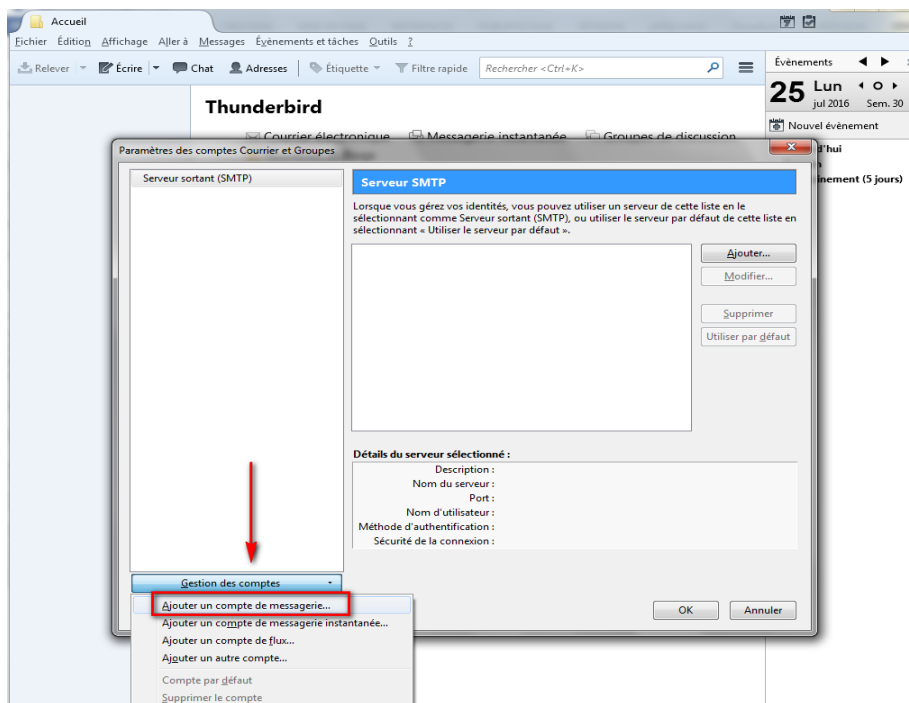 Accueil
Fichier Édition Affichage Aller à Messages Évènements et tâches Outils ?
Relever Écrire Chat Adresses Étiquette Filtre rapide Rechercher <Ctrl+K>
Évènements
25 Lun
jul 2016 Sem. 30
Nouvel évènement
Thunderbird
Courrier électronique Messagerie instantanée Groupes de discussion
Paramètres des comptes Courrier et Groupes
d'hui
inement (5 jours)
Serveur sortant (SMTP)
Serveur SMTP
Lorsque vous gérez vos identités, vous pouvez utiliser un serveur de cette liste en le
sélectionnant comme Serveur sortant (SMTP), ou utiliser le serveur par défaut de cette liste en
sélectionnant « Utiliser le serveur par défaut ».
Ajouter...
Modifier...
Supprimer
Utiliser par défaut
Détails du serveur sélectionné :
Description :
Nom du serveur :
Port :
Nom d'utilisateur :
Méthode d'authentification :
Sécurité de la connexion :
Gestion des comptes
Ajouter un compte de messagerie...
Ajouter un compte de messagerie instantanée...
Ajouter un compte de flux...
Ajouter un autre compte...
Compte par défaut
Supprimer le compte
OK Annuler